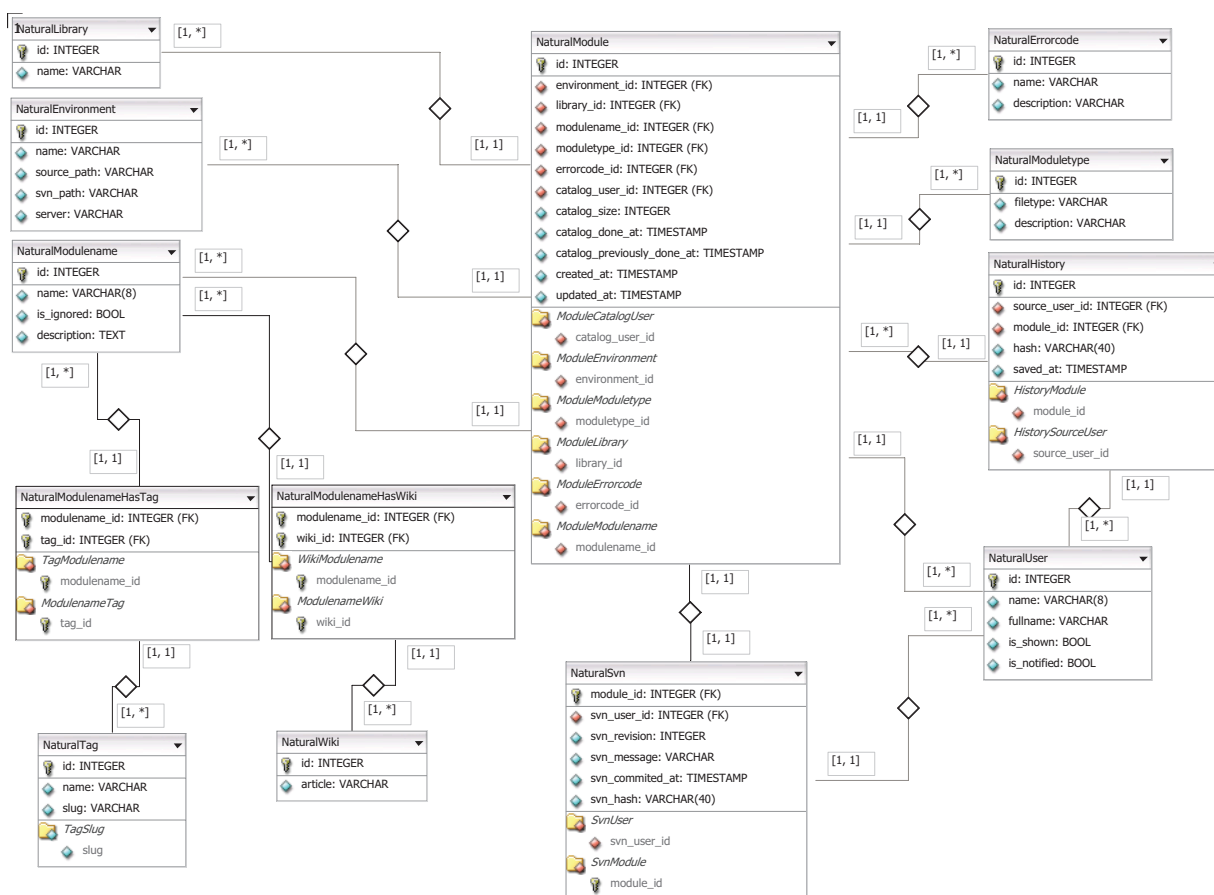 1
NaturalLibrary
id: INTEGER
name: VARCHAR
[1, *]
[1, 1]
NaturalEnvironment
id: INTEGER
name: VARCHAR
source_path: VARCHAR
svn_path: VARCHAR
server: VARCHAR
[1, *]
[1, 1]
NaturalModulename
id: INTEGER
name: VARCHAR(8)
is_ignored: BOOL
description: TEXT
[1, *]
[1, *]
[1, 1]
[1, *]
[1, 1]
[1, 1]
NaturalModulenameHasTag
modulename_id: INTEGER (FK)
tag_id: INTEGER (FK)
TagModulename
modulename_id
ModulenameTag
tag_id
[1, 1]
[1, *]
NaturalTag
id: INTEGER
name: VARCHAR
slug: VARCHAR
TagSlug
slug
NaturalModulenameHasWiki
modulename_id: INTEGER (FK)
wiki_id: INTEGER (FK)
WikiModulename
modulename_id
ModulenameWiki
wiki_id
[1, 1]
[1, *]
NaturalWiki
id: INTEGER
article: VARCHAR
NaturalModule
id: INTEGER
environment_id: INTEGER (FK)
library_id: INTEGER (FK)
modulename_id: INTEGER (FK)
moduletype_id: INTEGER (FK)
errorcode_id: INTEGER (FK)
catalog_user_id: INTEGER (FK)
catalog_size: INTEGER
catalog_done_at: TIMESTAMP
catalog_previously_done_at: TIMESTAMP
created_at: TIMESTAMP
updated_at: TIMESTAMP
ModuleCatalogUser
catalog_user_id
ModuleEnvironment
environment_id
ModuleModuletype
moduletype_id
ModuleLibrary
library_id
ModuleErrorcode
errorcode_id
ModuleModulename
modulename_id
[1, 1]
[1, 1]
NaturalSvn
module_id: INTEGER (FK)
svn_user_id: INTEGER (FK)
svn_revision: INTEGER
svn_message: VARCHAR
svn_commited_at: TIMESTAMP
svn_hash: VARCHAR(40)
SvnUser
svn_user_id
SvnModule
module_id
[1, *]
[1, 1]
NaturalErrorcode
id: INTEGER
name: VARCHAR
description: VARCHAR
[1, *]
[1, 1]
NaturalModuletype
id: INTEGER
filetype: VARCHAR
description: VARCHAR
[1, *]
[1, 1]
NaturalHistory
id: INTEGER
source_user_id: INTEGER (FK)
module_id: INTEGER (FK)
hash: VARCHAR(40)
saved_at: TIMESTAMP
HistoryModule
module_id
HistorySourceUser
source_user_id
[1, 1]
[1, 1]
[1, *]
[1, *]
[1, *]
[1, 1]
NaturalUser
id: INTEGER
name: VARCHAR(8)
fullname: VARCHAR
is_shown: BOOL
is_notified: BOOL